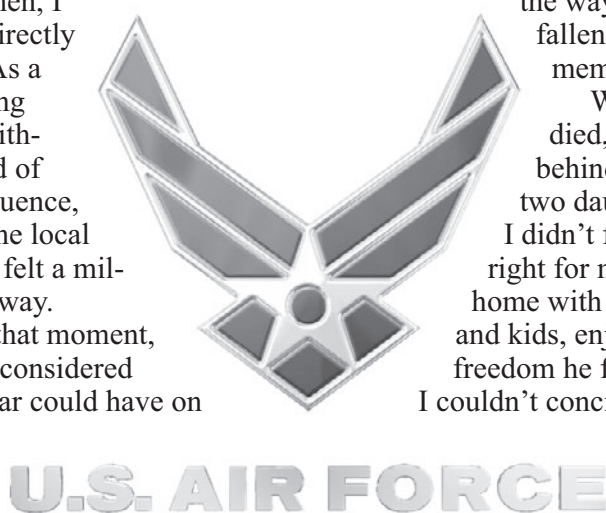 irectly
As a
ng
ith-
d of
uence,
he local
felt a mil-
way.
that moment,
considered
ar could have on
the way
fallen
mem
W
died,
behind
two dau
I didn't f
right for m
home with
and kids, enj
freedom he f
I couldn't conc
U.S. AIR FORCE